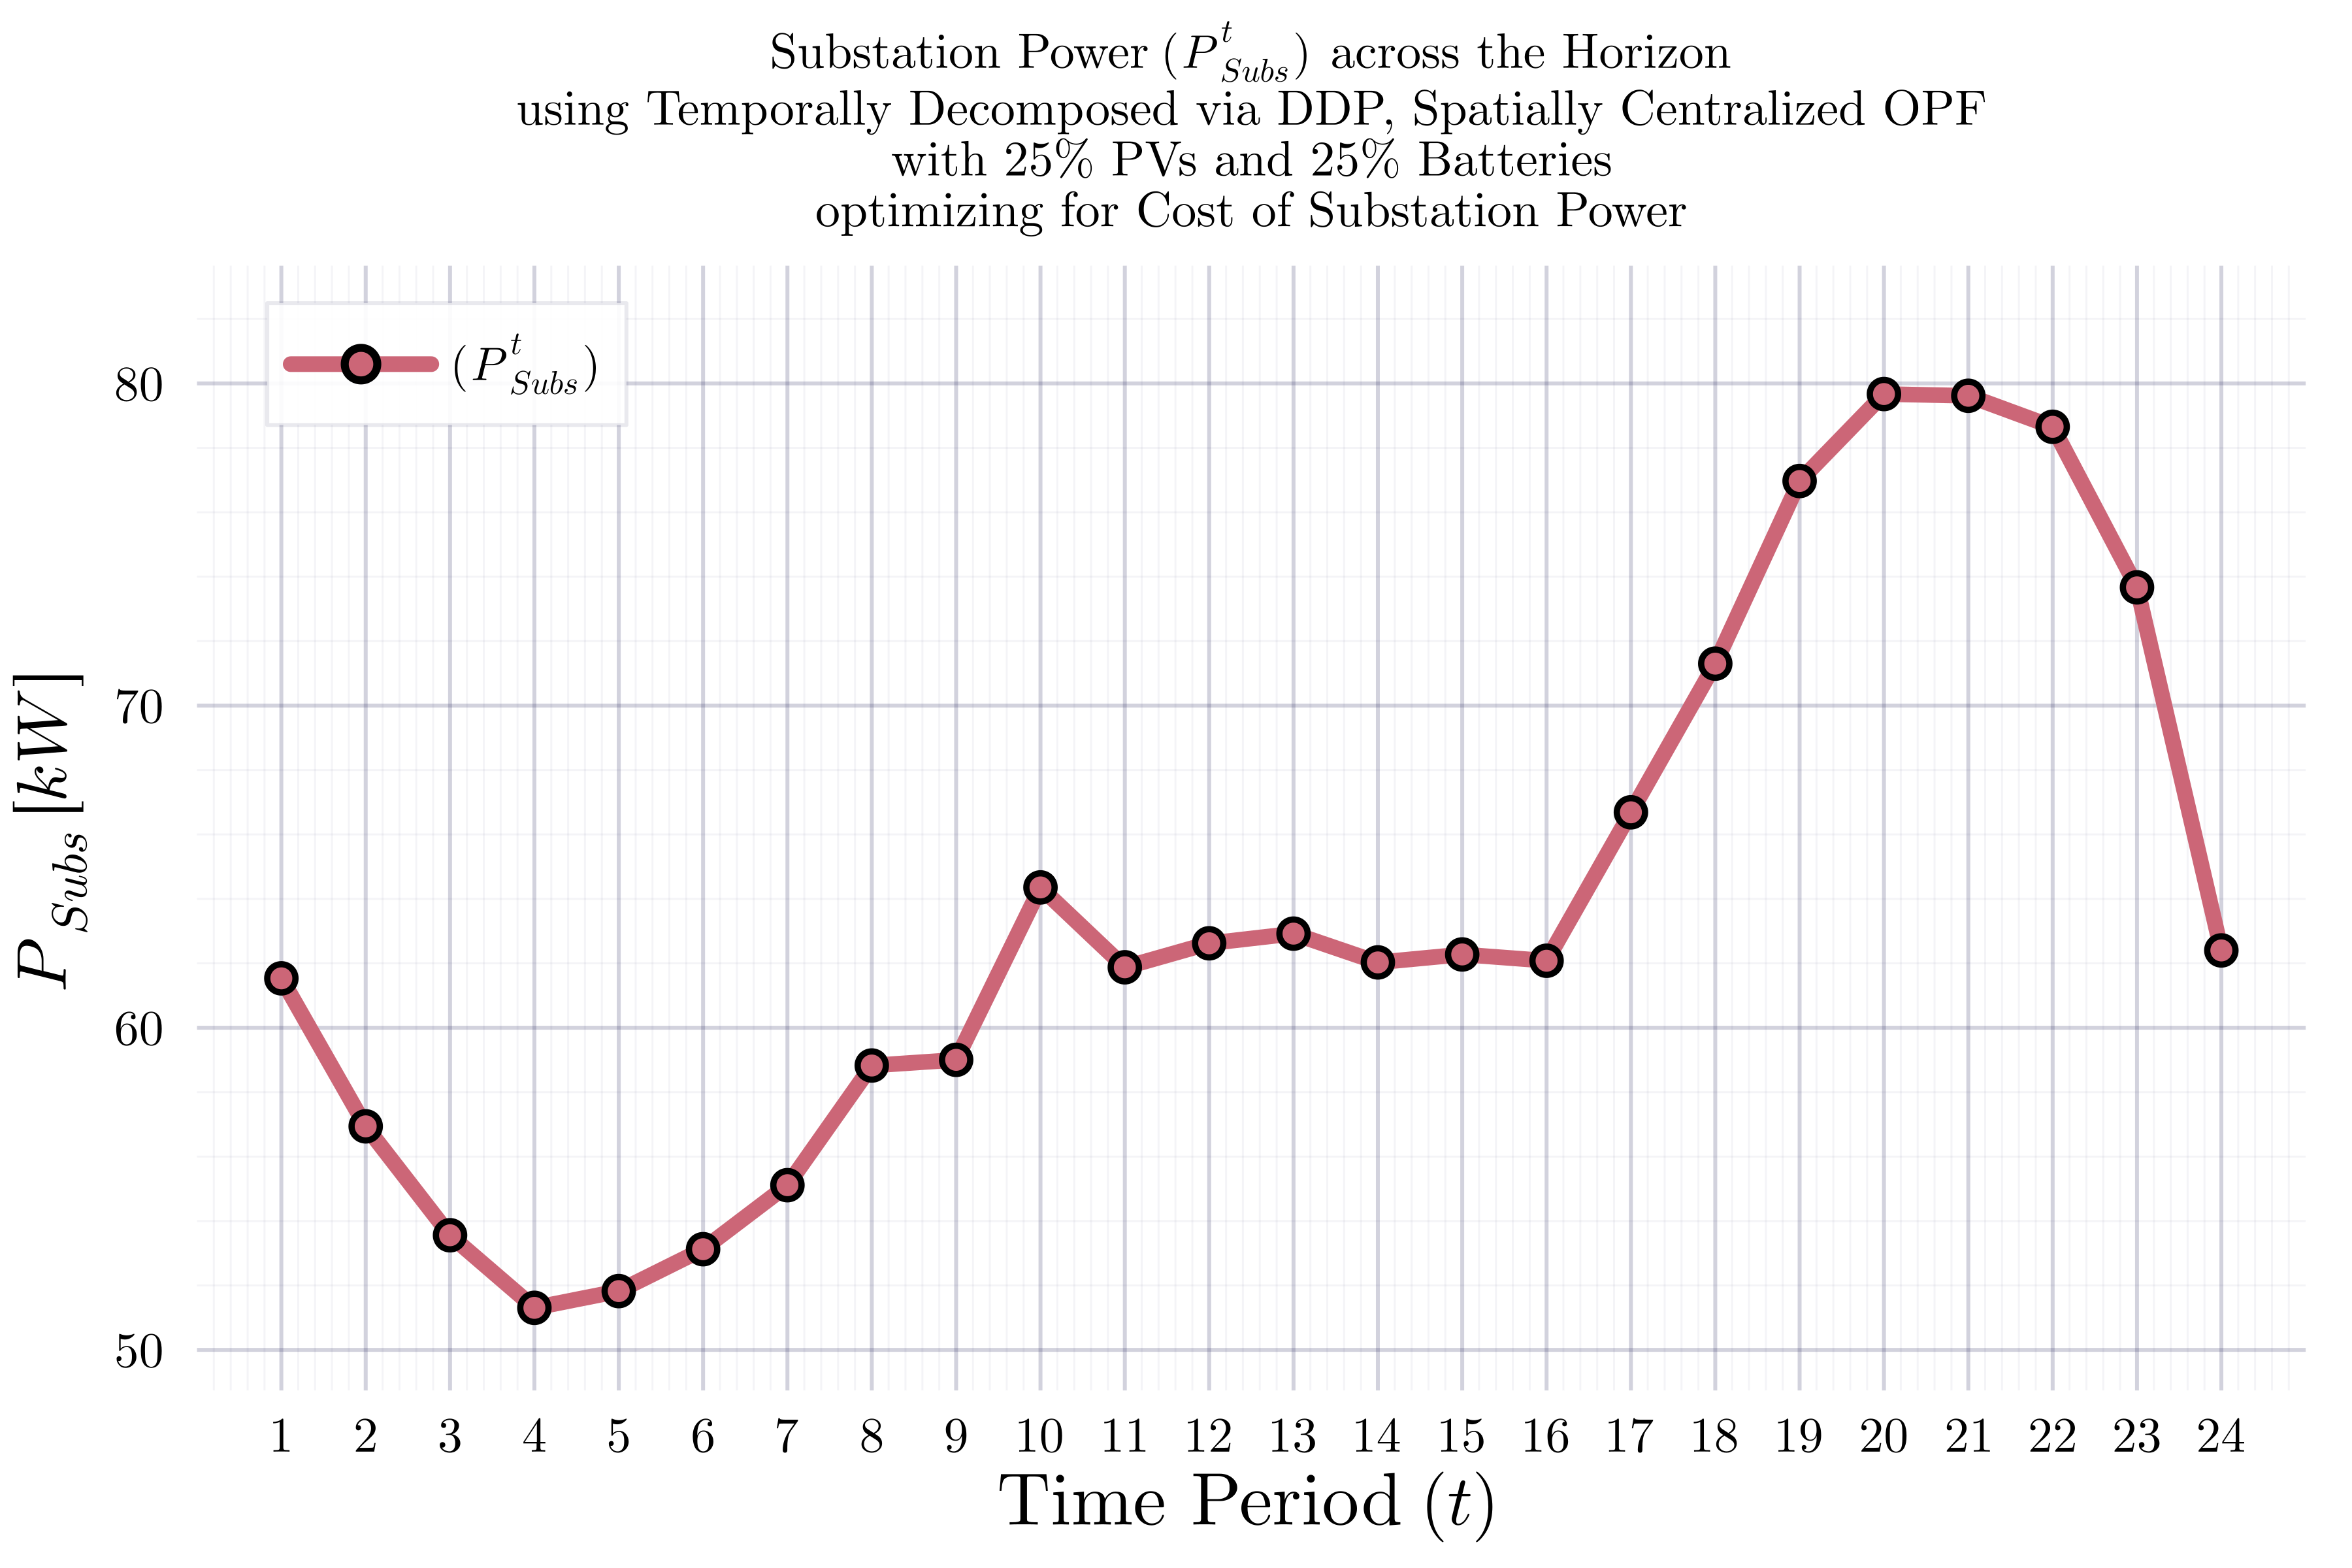 Substation Power (P^t_Subs) across the Horizon
using Temporally Decomposed via DDP, Spatially Centralized OPF
with 25% PVs and 25% Batteries
optimizing for Cost of Substation Power
(P^t_Subs)
80
70
60
50
P_Subs [kW]
1 2 3 4 5 6 7 8 9 10 11 12 13 14 15 16 17 18 19 20 21 22 23 24
Time Period (t)